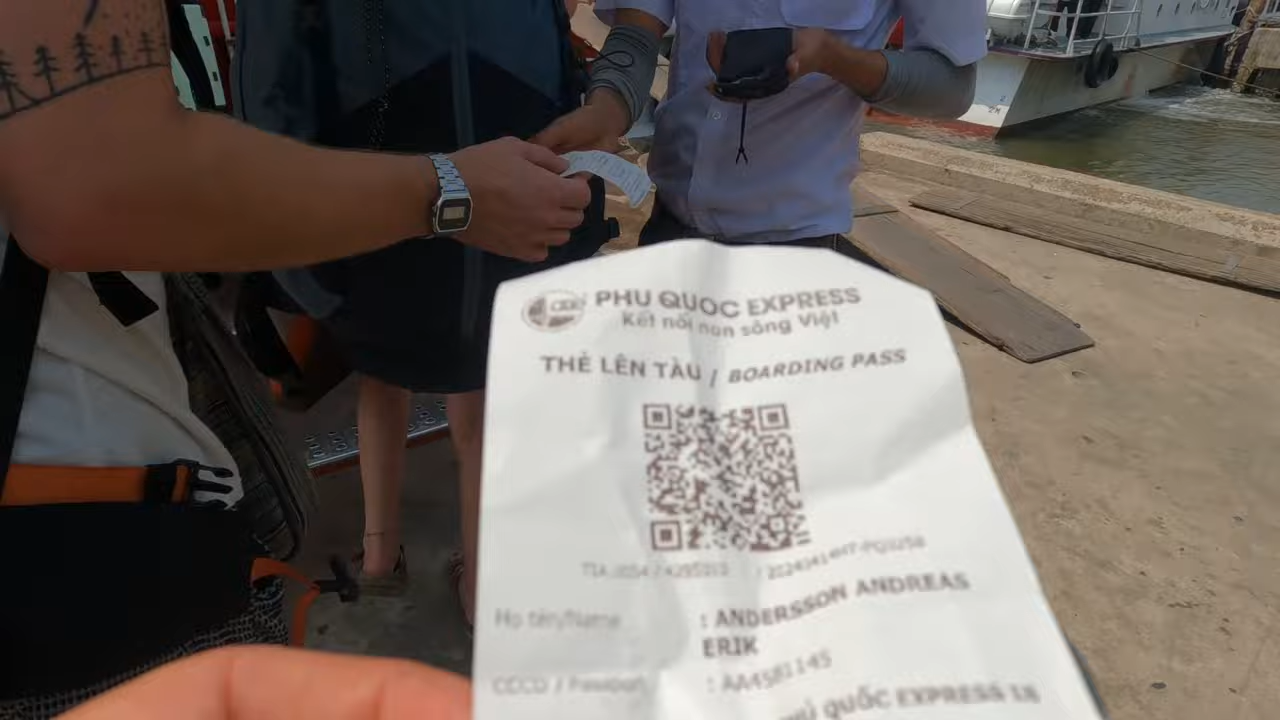 PHU QUOC EXPRESS
Kết nối non sông Việt
THẺ LÊN TÀU / BOARDING PASS
Họ tên/Name : ANDERSSON ANDREAS
ERIK
CCCD / Passport : AA4581145
PHÚ QUỐC EXPRESS